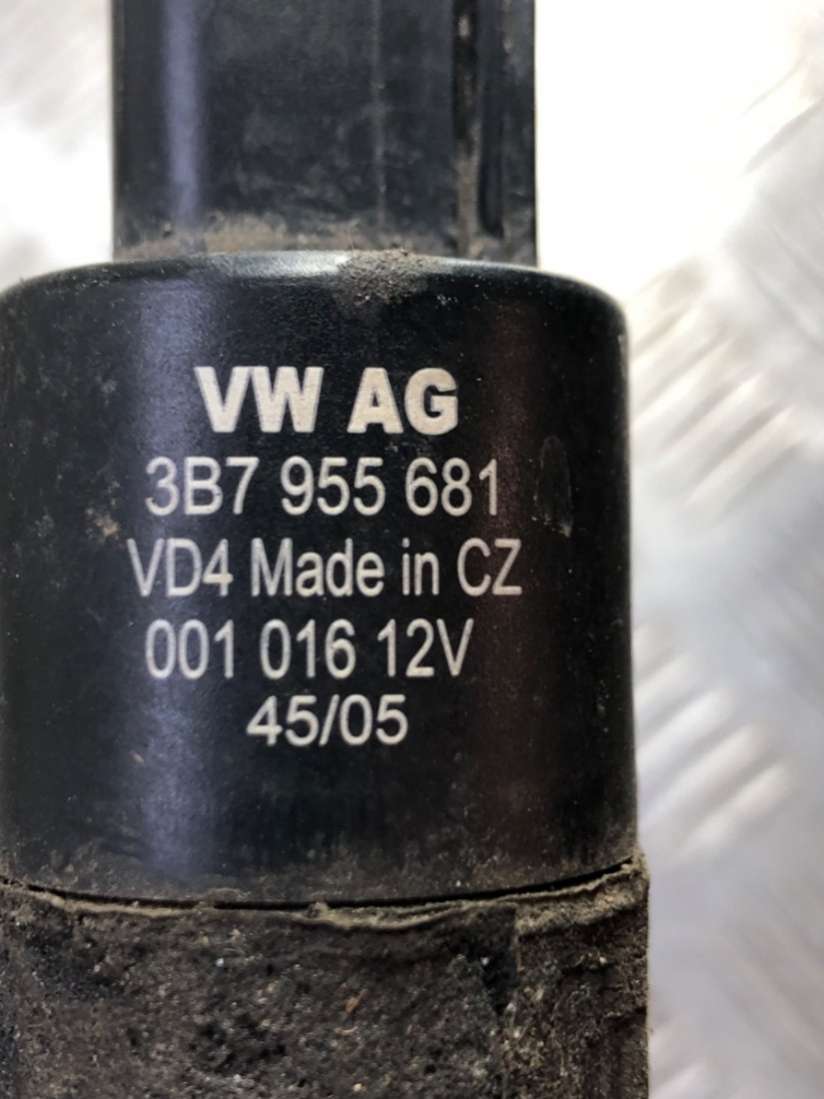 VW AG
3B7 955 681
VD4 Made in CZ
001 016 12V
45/05